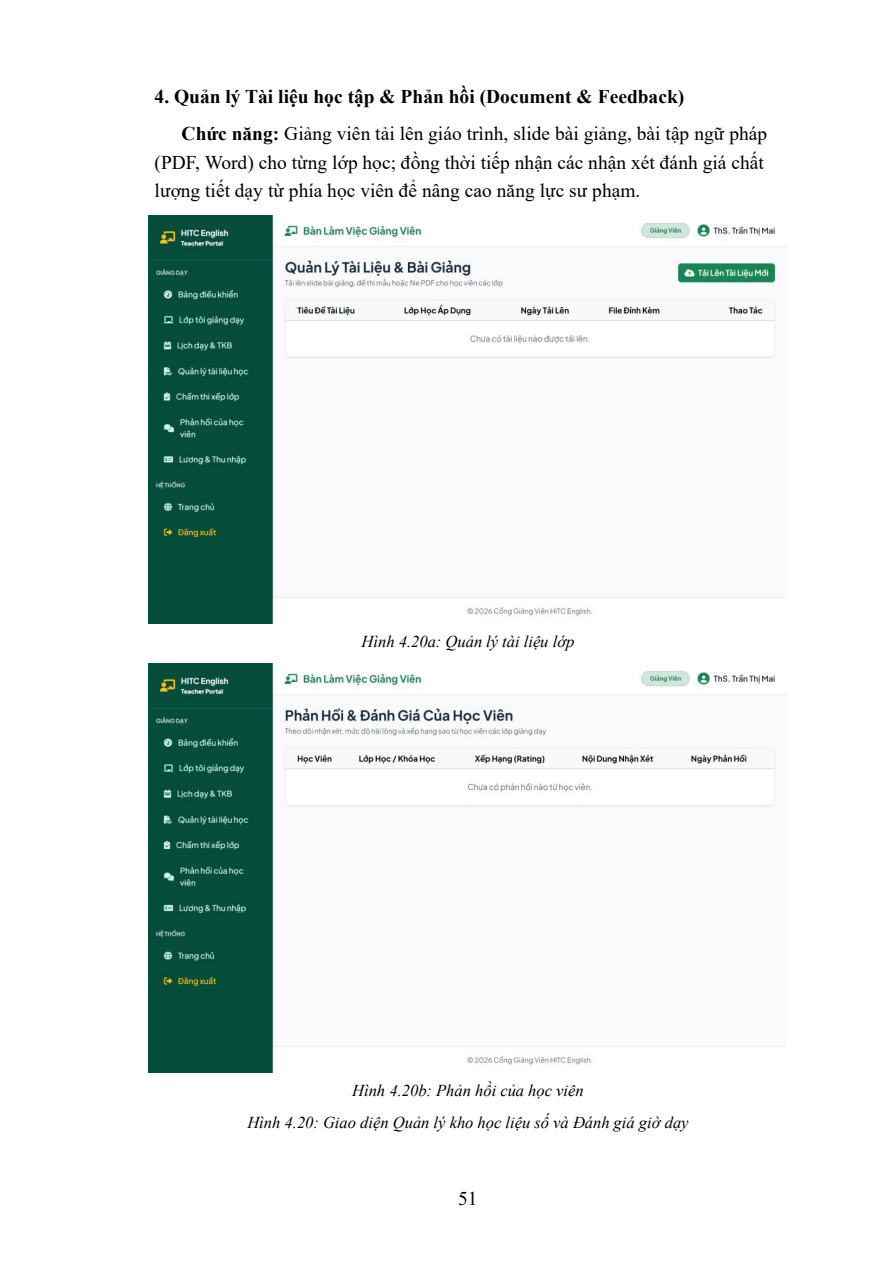 4. Quản lý Tài liệu học tập & Phản hồi (Document & Feedback)
Chức năng: Giảng viên tải lên giáo trình, slide bài giảng, bài tập ngữ pháp
(PDF, Word) cho từng lớp học; đồng thời tiếp nhận các nhận xét đánh giá chất
lượng tiết dạy từ phía học viên để nâng cao năng lực sư phạm.
HITC English
Teacher Portal
GIẢNG DẠY
Bảng điều khiển
Lớp tôi giảng dạy
Lịch dạy & TKB
Quản lý tài liệu học
Chấm thi xếp lớp
Phản hồi của học
viên
Lương & Thu nhập
HỆ THỐNG
Trang chủ
Đăng xuất
Bàn Làm Việc Giảng Viên
Giảng Viên ThS. Trần Thị Mai
Quản Lý Tài Liệu & Bài Giảng
Tải lên slide bài giảng, đề thi mẫu hoặc file PDF cho học viên các lớp
Tải Lên Tài Liệu Mới
Tiêu Đề Tài Liệu Lớp Học Áp Dụng Ngày Tải Lên File Đính Kèm Thao Tác
Chưa có tài liệu nào được tải lên.
© 2026 Cổng Giảng Viên HITC English.
Hình 4.20a: Quản lý tài liệu lớp
HITC English
Teacher Portal
GIẢNG DẠY
Bảng điều khiển
Lớp tôi giảng dạy
Lịch dạy & TKB
Quản lý tài liệu học
Chấm thi xếp lớp
Phản hồi của học
viên
Lương & Thu nhập
HỆ THỐNG
Trang chủ
Đăng xuất
Bàn Làm Việc Giảng Viên
Giảng Viên ThS. Trần Thị Mai
Phản Hồi & Đánh Giá Của Học Viên
Theo dõi nhận xét, mức độ hài lòng và xếp hạng sao từ học viên các lớp giảng dạy
Học Viên Lớp Học / Khóa Học Xếp Hạng (Rating) Nội Dung Nhận Xét Ngày Phản Hồi
Chưa có phản hồi nào từ học viên.
© 2026 Cổng Giảng Viên HITC English.
Hình 4.20b: Phản hồi của học viên
Hình 4.20: Giao diện Quản lý kho học liệu số và Đánh giá giờ dạy
51